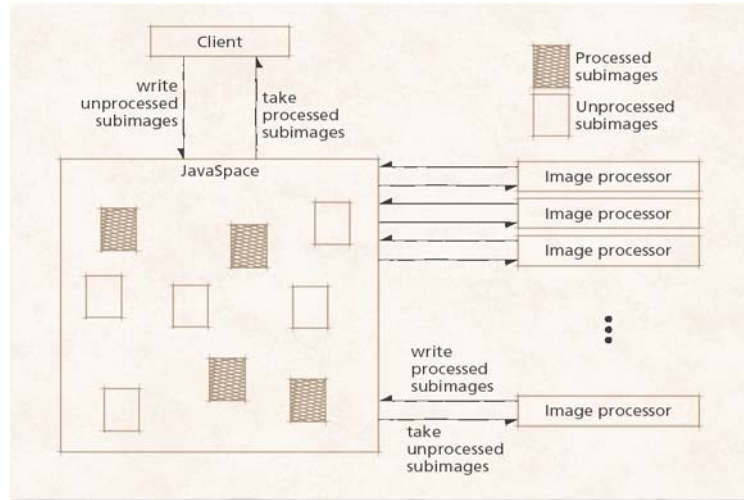 Client
write
unprocessed
subimages
take
processed
subimages
Processed
subimages
Unprocessed
subimages
JavaSpace
Image processor
Image processor
Image processor
write
processed
subimages
Image processor
take
unprocessed
subimages